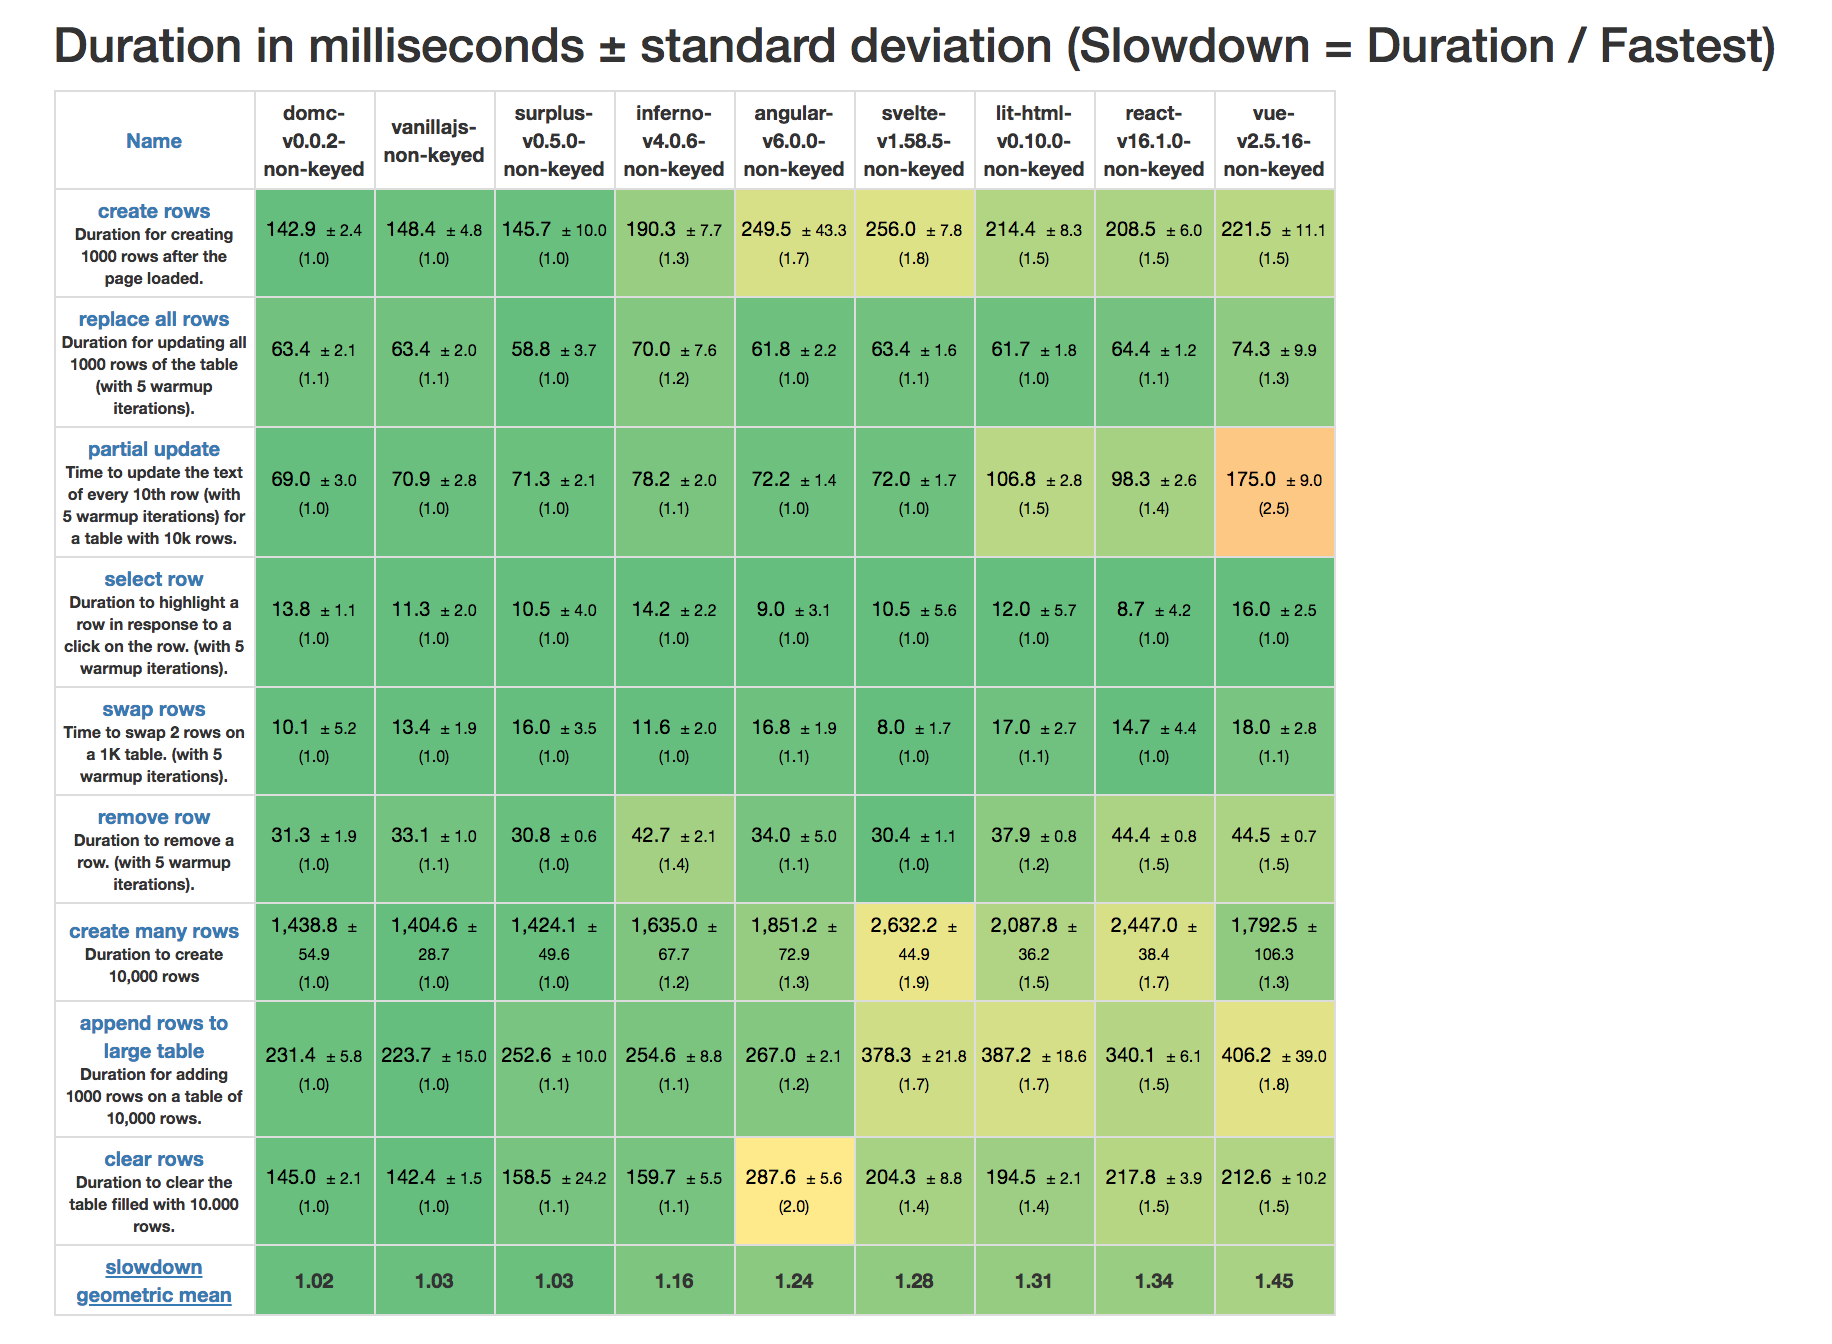 Duration in milliseconds ± standard deviation (Slowdown = Duration / Fastest)
Name
domc-
v0.0.2-
non-keyed
vanillajs-
non-keyed
surplus-
v0.5.0-
non-keyed
inferno-
v4.0.6-
non-keyed
angular-
v6.0.0-
non-keyed
svelte-
v1.58.5-
non-keyed
lit-html-
v0.10.0-
non-keyed
react-
v16.1.0-
non-keyed
vue-
v2.5.16-
non-keyed
create rows
Duration for creating
1000 rows after the
page loaded.
142.9 ± 2.4
(1.0)
148.4 ± 4.8
(1.0)
145.7 ± 10.0
(1.0)
190.3 ± 7.7
(1.3)
249.5 ± 43.3
(1.7)
256.0 ± 7.8
(1.8)
214.4 ± 8.3
(1.5)
208.5 ± 6.0
(1.5)
221.5 ± 11.1
(1.5)
replace all rows
Duration for updating all
1000 rows of the table
(with 5 warmup
iterations).
63.4 ± 2.1
(1.1)
63.4 ± 2.0
(1.1)
58.8 ± 3.7
(1.0)
70.0 ± 7.6
(1.2)
61.8 ± 2.2
(1.0)
63.4 ± 1.6
(1.1)
61.7 ± 1.8
(1.0)
64.4 ± 1.2
(1.1)
74.3 ± 9.9
(1.3)
partial update
Time to update the text
of every 10th row (with
5 warmup iterations) for
a table with 10k rows.
69.0 ± 3.0
(1.0)
70.9 ± 2.8
(1.0)
71.3 ± 2.1
(1.0)
78.2 ± 2.0
(1.1)
72.2 ± 1.4
(1.0)
72.0 ± 1.7
(1.0)
106.8 ± 2.8
(1.5)
98.3 ± 2.6
(1.4)
175.0 ± 9.0
(2.5)
select row
Duration to highlight a
row in response to a
click on the row. (with 5
warmup iterations).
13.8 ± 1.1
(1.0)
11.3 ± 2.0
(1.0)
10.5 ± 4.0
(1.0)
14.2 ± 2.2
(1.0)
9.0 ± 3.1
(1.0)
10.5 ± 5.6
(1.0)
12.0 ± 5.7
(1.0)
8.7 ± 4.2
(1.0)
16.0 ± 2.5
(1.0)
swap rows
Time to swap 2 rows on
a 1K table. (with 5
warmup iterations).
10.1 ± 5.2
(1.0)
13.4 ± 1.9
(1.0)
16.0 ± 3.5
(1.0)
11.6 ± 2.0
(1.0)
16.8 ± 1.9
(1.1)
8.0 ± 1.7
(1.0)
17.0 ± 2.7
(1.1)
14.7 ± 4.4
(1.0)
18.0 ± 2.8
(1.1)
remove row
Duration to remove a
row. (with 5 warmup
iterations).
31.3 ± 1.9
(1.0)
33.1 ± 1.0
(1.1)
30.8 ± 0.6
(1.0)
42.7 ± 2.1
(1.4)
34.0 ± 5.0
(1.1)
30.4 ± 1.1
(1.0)
37.9 ± 0.8
(1.2)
44.4 ± 0.8
(1.5)
44.5 ± 0.7
(1.5)
create many rows
Duration to create
10,000 rows
1,438.8 ±
54.9
(1.0)
1,404.6 ±
28.7
(1.0)
1,424.1 ±
49.6
(1.0)
1,635.0 ±
67.7
(1.2)
1,851.2 ±
72.9
(1.3)
2,632.2 ±
44.9
(1.9)
2,087.8 ±
36.2
(1.5)
2,447.0 ±
38.4
(1.7)
1,792.5 ±
106.3
(1.3)
append rows to
large table
Duration for adding
1000 rows on a table of
10,000 rows.
231.4 ± 5.8
(1.0)
223.7 ± 15.0
(1.0)
252.6 ± 10.0
(1.1)
254.6 ± 8.8
(1.1)
267.0 ± 2.1
(1.2)
378.3 ± 21.8
(1.7)
387.2 ± 18.6
(1.7)
340.1 ± 6.1
(1.5)
406.2 ± 39.0
(1.8)
clear rows
Duration to clear the
table filled with 10.000
rows.
145.0 ± 2.1
(1.0)
142.4 ± 1.5
(1.0)
158.5 ± 24.2
(1.1)
159.7 ± 5.5
(1.1)
287.6 ± 5.6
(2.0)
204.3 ± 8.8
(1.4)
194.5 ± 2.1
(1.4)
217.8 ± 3.9
(1.5)
212.6 ± 10.2
(1.5)
slowdown
geometric mean
1.02
1.03
1.03
1.16
1.24
1.28
1.31
1.34
1.45